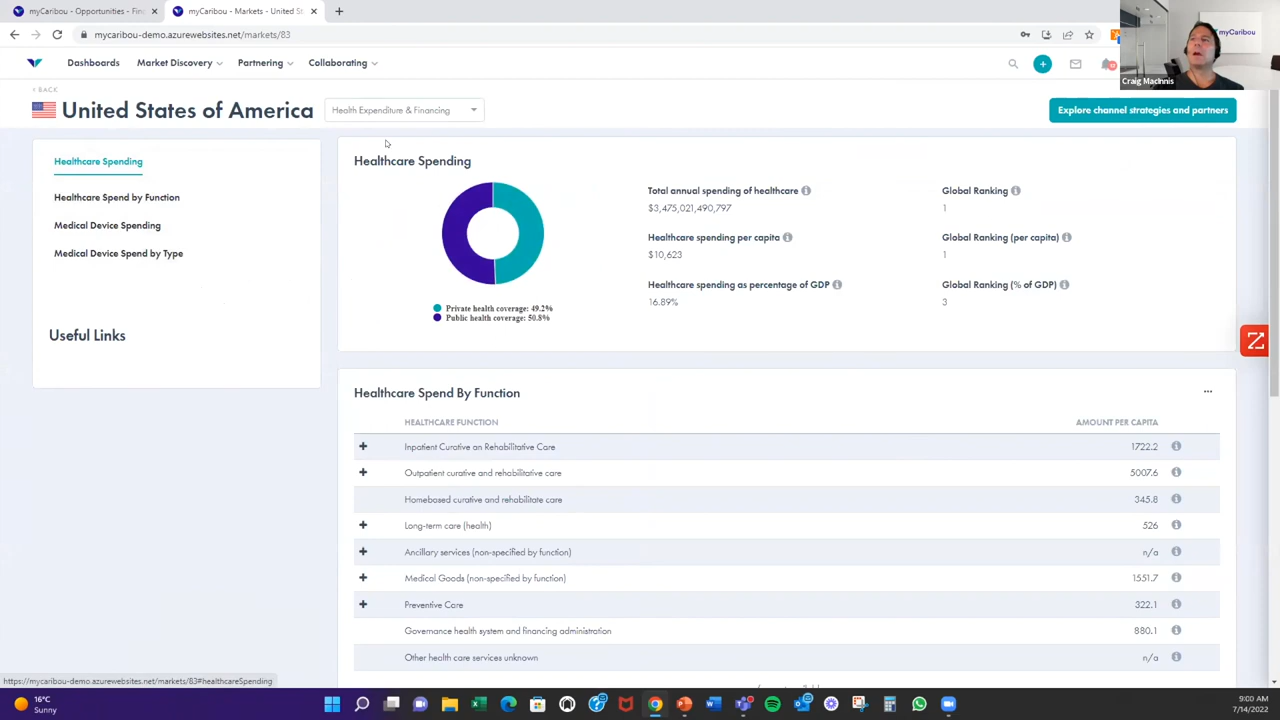 myCaribou - Opportunities - Fin
myCaribou - Markets - United St
mycaribou-demo.azurewebsites.net/markets/83
Dashboards
Market Discovery
Partnering
Collaborating
myCaribou
Craig MacInnis
< BACK
United States of America
Health Expenditure & Financing
Explore channel strategies and partners
Healthcare Spending
Healthcare Spend by Function
Medical Device Spending
Medical Device Spend by Type
Useful Links
Healthcare Spending
Private health coverage: 49.2%
Public health coverage: 50.8%
Total annual spending of healthcare
$3,475,021,490,797
Healthcare spending per capita
$10,623
Healthcare spending as percentage of GDP
16.89%
Global Ranking
1
Global Ranking (per capita)
1
Global Ranking (% of GDP)
3
Healthcare Spend By Function
HEALTHCARE FUNCTION AMOUNT PER CAPITA
Inpatient Curative an Rehabilitative Care 1722.2
Outpatient curative and rehabilitative care 5007.6
Homebased curative and rehabilitate care 345.8
Long-term care (health) 526
Ancillary services (non-specified by function) n/a
Medical Goods (non-specified by function) 1551.7
Preventive Care 322.1
Governance health system and financing administration 880.1
Other health care services unknown n/a
https://mycaribou-demo.azurewebsites.net/markets/83#healthcareSpending
16°C
Sunny
9:00 AM
7/14/2022